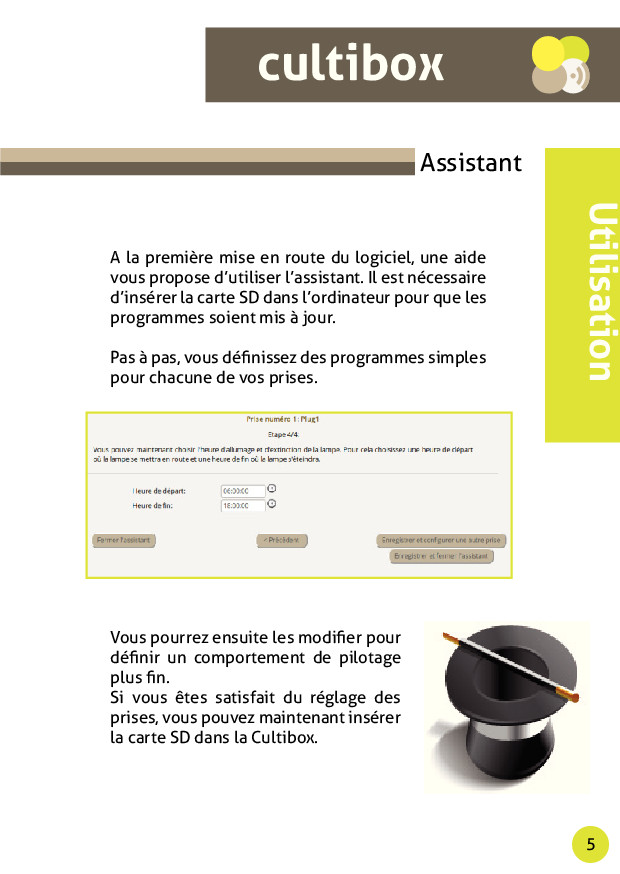 cultibox
Assistant
Utilisation
A la première mise en route du logiciel, une aide
vous propose d’utiliser l’assistant. Il est nécessaire
d’insérer la carte SD dans l’ordinateur pour que les
programmes soient mis à jour.
Pas à pas, vous définissez des programmes simples
pour chacune de vos prises.
Prise numéro 1: Plug1
Etape 4/4:
Vous pouvez maintenant choisir l'heure d'allumage et d'extinction de la lampe. Pour cela choisissez une heure de départ
où la lampe se mettra en route et une heure de fin où la lampe s'éteindra.
Heure de départ: 06:00:00
Heure de fin: 18:00:00
Fermer l'assistant < Précédent Enregistrer et configurer une autre prise
Enregistrer et fermer l'assistant
Vous pourrez ensuite les modifier pour
définir un comportement de pilotage
plus fin.
Si vous êtes satisfait du réglage des
prises, vous pouvez maintenant insérer
la carte SD dans la Cultibox.
5